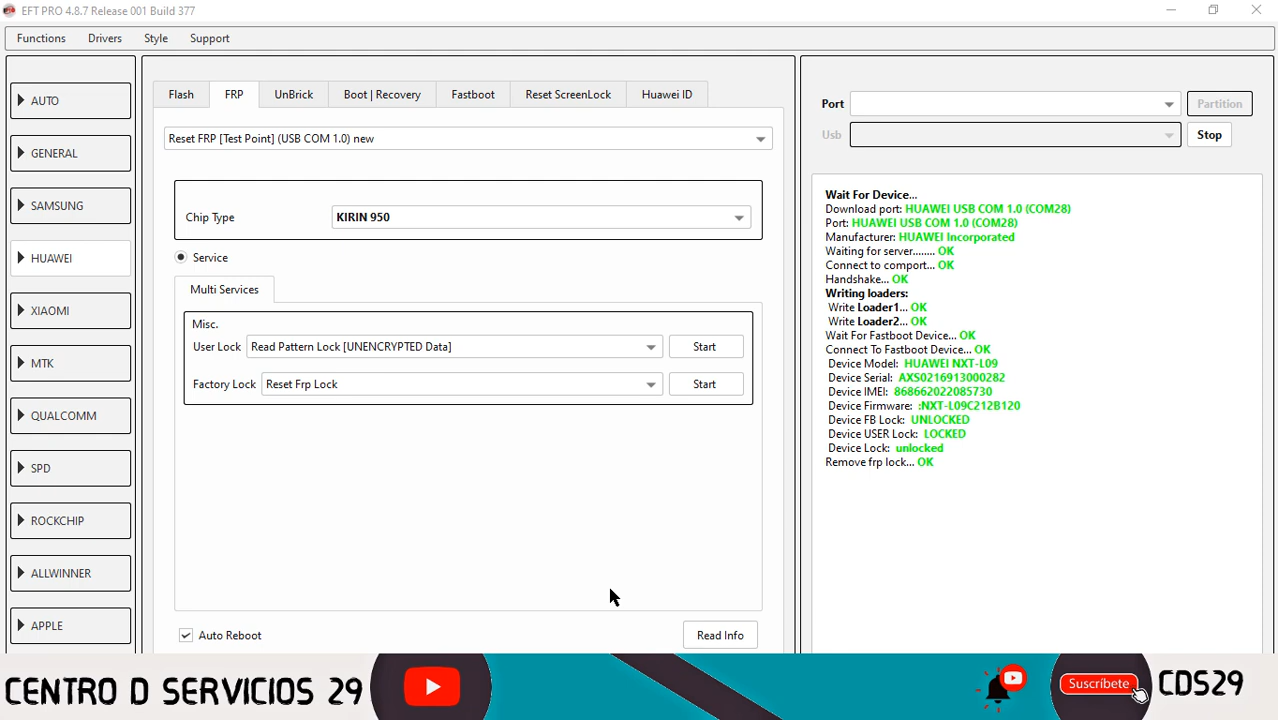 EFT PRO 4.8.7 Release 001 Build 377
Functions Drivers Style Support
AUTO
GENERAL
SAMSUNG
HUAWEI
XIAOMI
MTK
QUALCOMM
SPD
ROCKCHIP
ALLWINNER
APPLE
Flash FRP UnBrick Boot | Recovery Fastboot Reset ScreenLock Huawei ID
Reset FRP [Test Point] (USB COM 1.0) new
Chip Type KIRIN 950
Service
Multi Services
Misc.
User Lock Read Pattern Lock [UNENCRYPTED Data] Start
Factory Lock Reset Frp Lock Start
Auto Reboot Read Info
Port Partition
Usb Stop
Wait For Device...
Download port: HUAWEI USB COM 1.0 (COM28)
Port: HUAWEI USB COM 1.0 (COM28)
Manufacturer: HUAWEI Incorporated
Waiting for server........ OK
Connect to comport... OK
Handshake... OK
Writing loaders:
Write Loader1... OK
Write Loader2... OK
Wait For Fastboot Device... OK
Connect To Fastboot Device... OK
Device Model: HUAWEI NXT-L09
Device Serial: AXS0216913000282
Device IMEI: 868662022085730
Device Firmware: :NXT-L09C212B120
Device FB Lock: UNLOCKED
Device USER Lock: LOCKED
Device Lock: unlocked
Remove frp lock... OK
CENTRO D SERVICIOS 29 Suscríbete CDS29